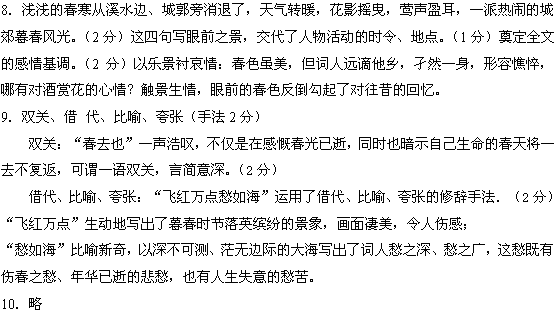 8．浅浅的春寒从溪水边、城郭旁消退了，天气转暖，花影摇曳，莺声盈耳，一派热闹的城
郊暮春风光。（2 分）这四句写眼前之景，交代了人物活动的时令、地点。（1 分）奠定全文
的感情基调。（2 分）以乐景衬哀情：春色虽美，但词人远谪他乡，孑然一身，形容憔悴，
哪有对酒赏花的心情？触景生情，眼前的春色反倒勾起了对往昔的回忆。
9．双关、借 代、比喻、夸张（手法 2 分）
双关：“春去也”一声浩叹，不仅是在感慨春光已逝，同时也暗示自己生命的春天将一
去不复返，可谓一语双关，言简意深。（2 分）
借代、比喻、夸张：“飞红万点愁如海”运用了借代、比喻、夸张的修辞手法．（2 分）
“飞红万点”生动地写出了暮春时节落英缤纷的景象，画面凄美，令人伤感；
“愁如海”比喻新奇，以深不可测、茫无边际的大海写出了词人愁之深、愁之广，这愁既有
伤春之愁、年华已逝的悲愁，也有人生失意的愁苦。
10．略